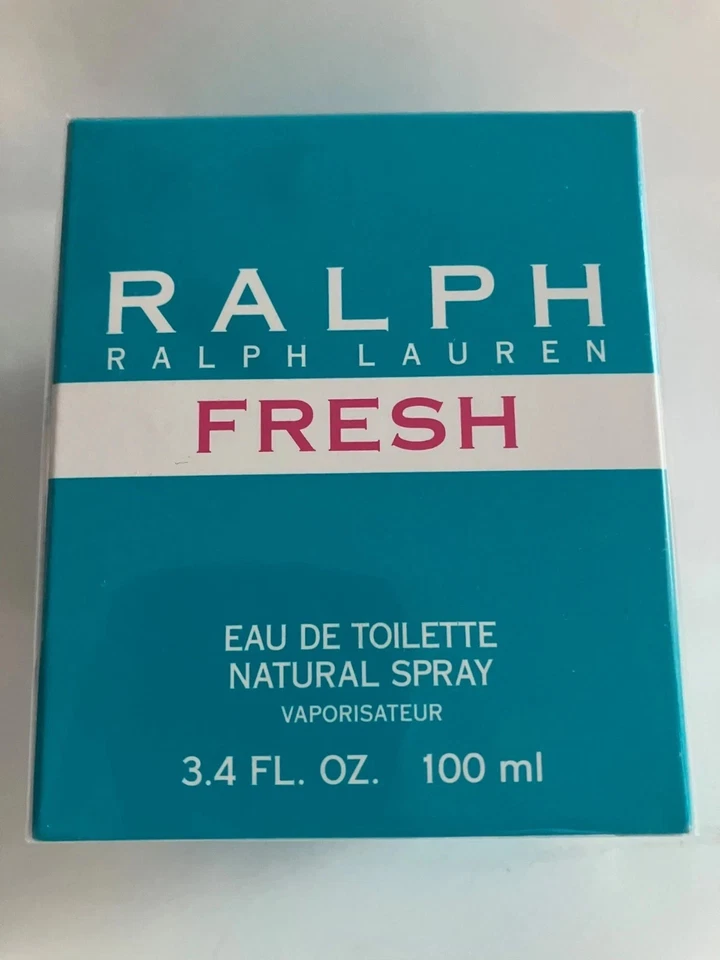 RALPH
RALPH LAUREN
FRESH
EAU DE TOILETTE
NATURAL SPRAY
VAPORISATEUR
3.4 FL. OZ. 100 ml